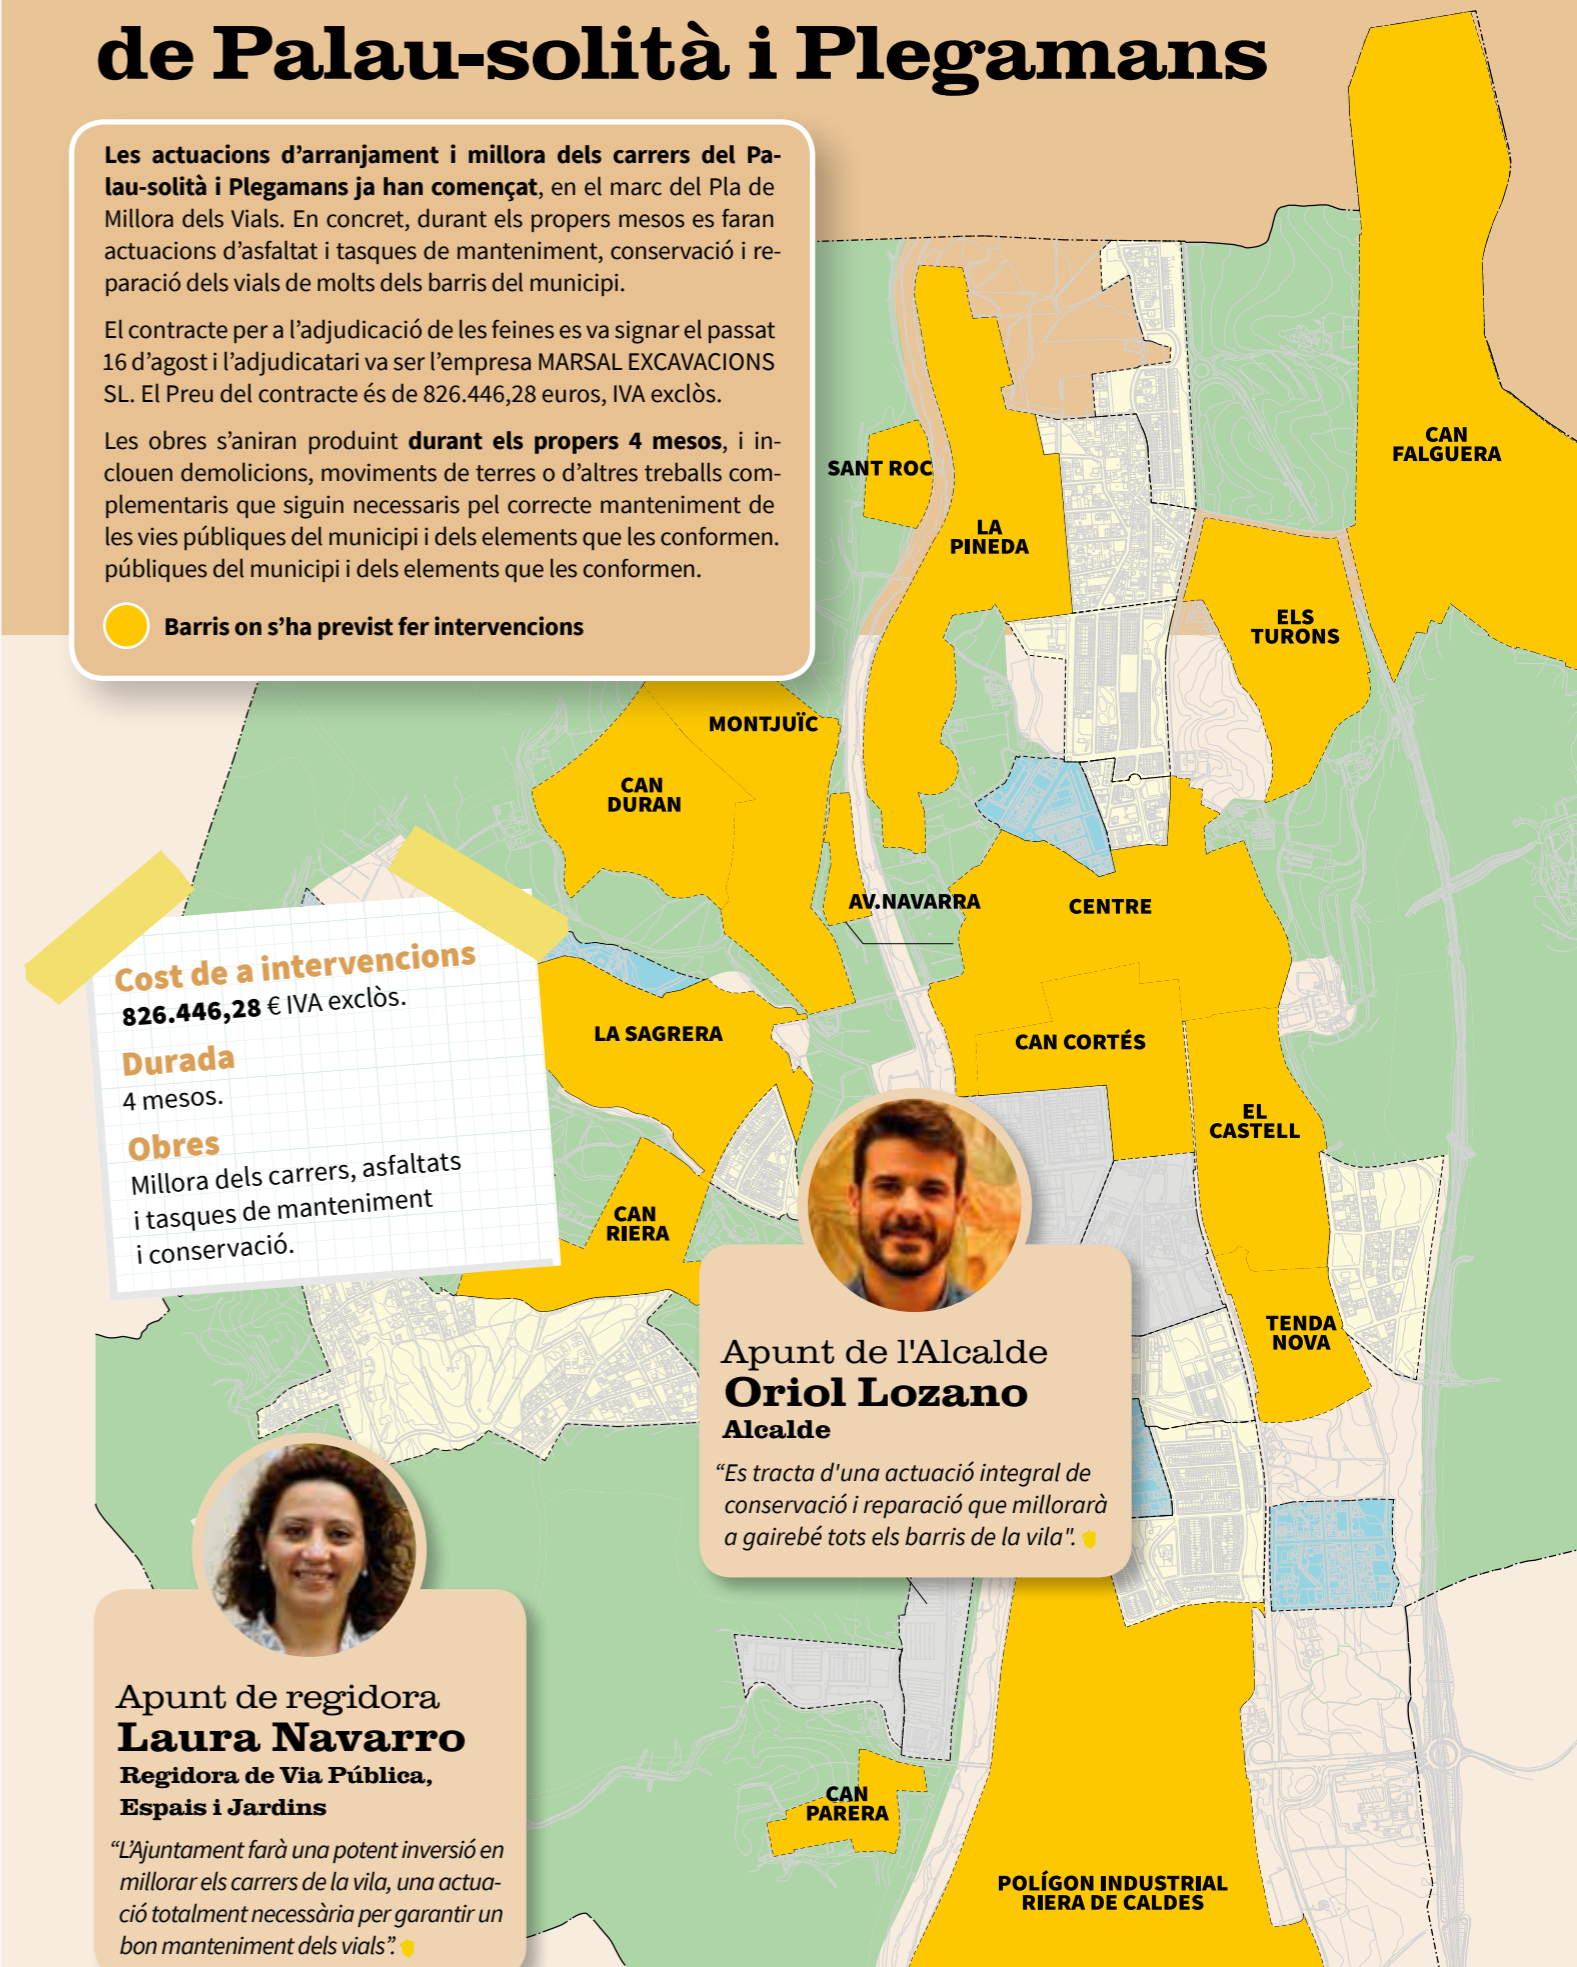 de Palau-solità i Plegamans
Les actuacions d’arranjament i millora dels carrers del Pa-
lau-solità i Plegamans ja han començat, en el marc del Pla de
Millora dels Vials. En concret, durant els propers mesos es faran
actuacions d’asfaltat i tasques de manteniment, conservació i re-
paració dels vials de molts dels barris del municipi.
El contracte per a l’adjudicació de les feines es va signar el passat
16 d’agost i l’adjudicatari va ser l’empresa MARSAL EXCAVACIONS
SL. El Preu del contracte és de 826.446,28 euros, IVA exclòs.
Les obres s’aniran produint durant els propers 4 mesos, i in-
clouen demolicions, moviments de terres o d’altres treballs com-
plementaris que siguin necessaris pel correcte manteniment de
les vies públiques del municipi i dels elements que les conformen.
públiques del municipi i dels elements que les conformen.
Barris on s’ha previst fer intervencions
CAN
FALGUERA
SANT ROC
LA
PINEDA
ELS
TURONS
MONTJUÏC
CAN
DURAN
AV.NAVARRA
CENTRE
Cost de a intervencions
826.446,28 € IVA exclòs.
Durada
4 mesos.
Obres
Millora dels carrers, asfaltats
i tasques de manteniment
i conservació.
LA SAGRERA
CAN CORTÉS
EL
CASTELL
CAN
RIERA
TENDA
NOVA
Apunt de l'Alcalde
Oriol Lozano
Alcalde
“Es tracta d'una actuació integral de
conservació i reparació que millorarà
a gairebé tots els barris de la vila".
Apunt de regidora
Laura Navarro
Regidora de Via Pública,
Espais i Jardins
“L’Ajuntament farà una potent inversió en
millorar els carrers de la vila, una actua-
ció totalment necessària per garantir un
bon manteniment dels vials”.
CAN
PARERA
POLÍGON INDUSTRIAL
RIERA DE CALDES